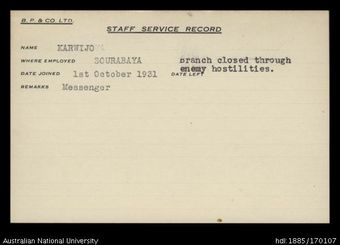 B. P. & CO. LTD.
STAFF SERVICE RECORD
NAME KARWIJO
WHERE EMPLOYED SOURABAYA Branch closed through
enemy hostilities.
DATE JOINED 1st October 1931 DATE LEFT
REMARKS Messenger
Australian National University
hdl:1885/170107